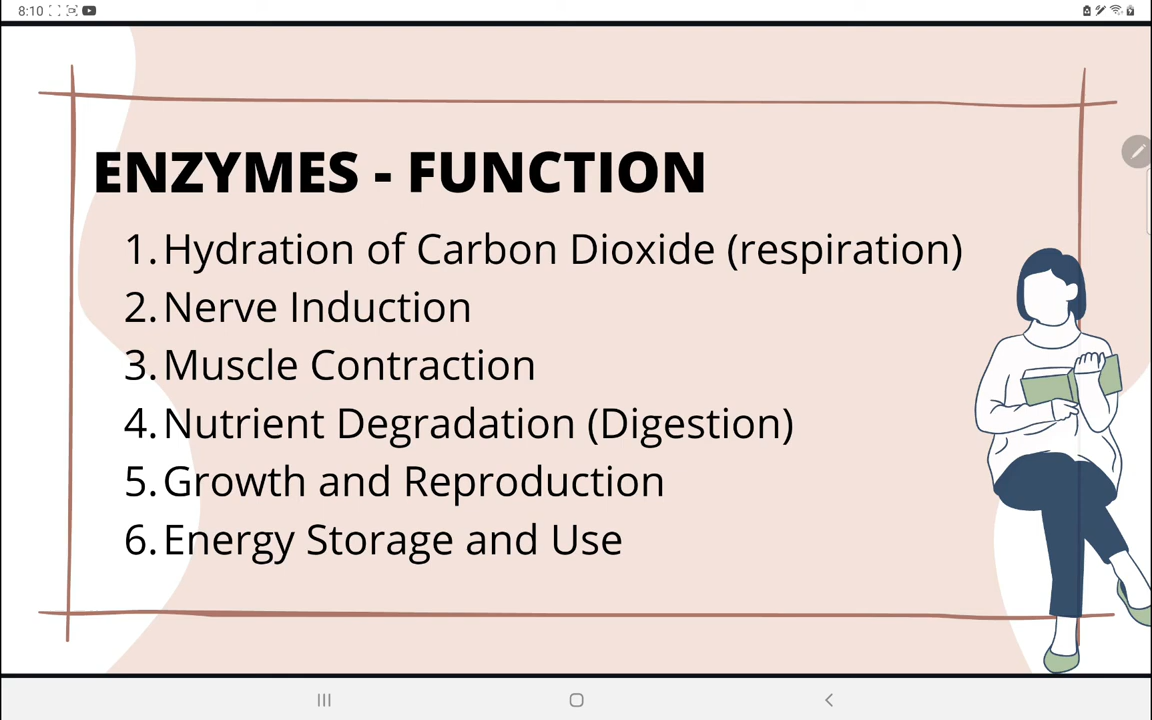 8:10
ENZYMES - FUNCTION
1. Hydration of Carbon Dioxide (respiration)
2. Nerve Induction
3. Muscle Contraction
4. Nutrient Degradation (Digestion)
5. Growth and Reproduction
6. Energy Storage and Use